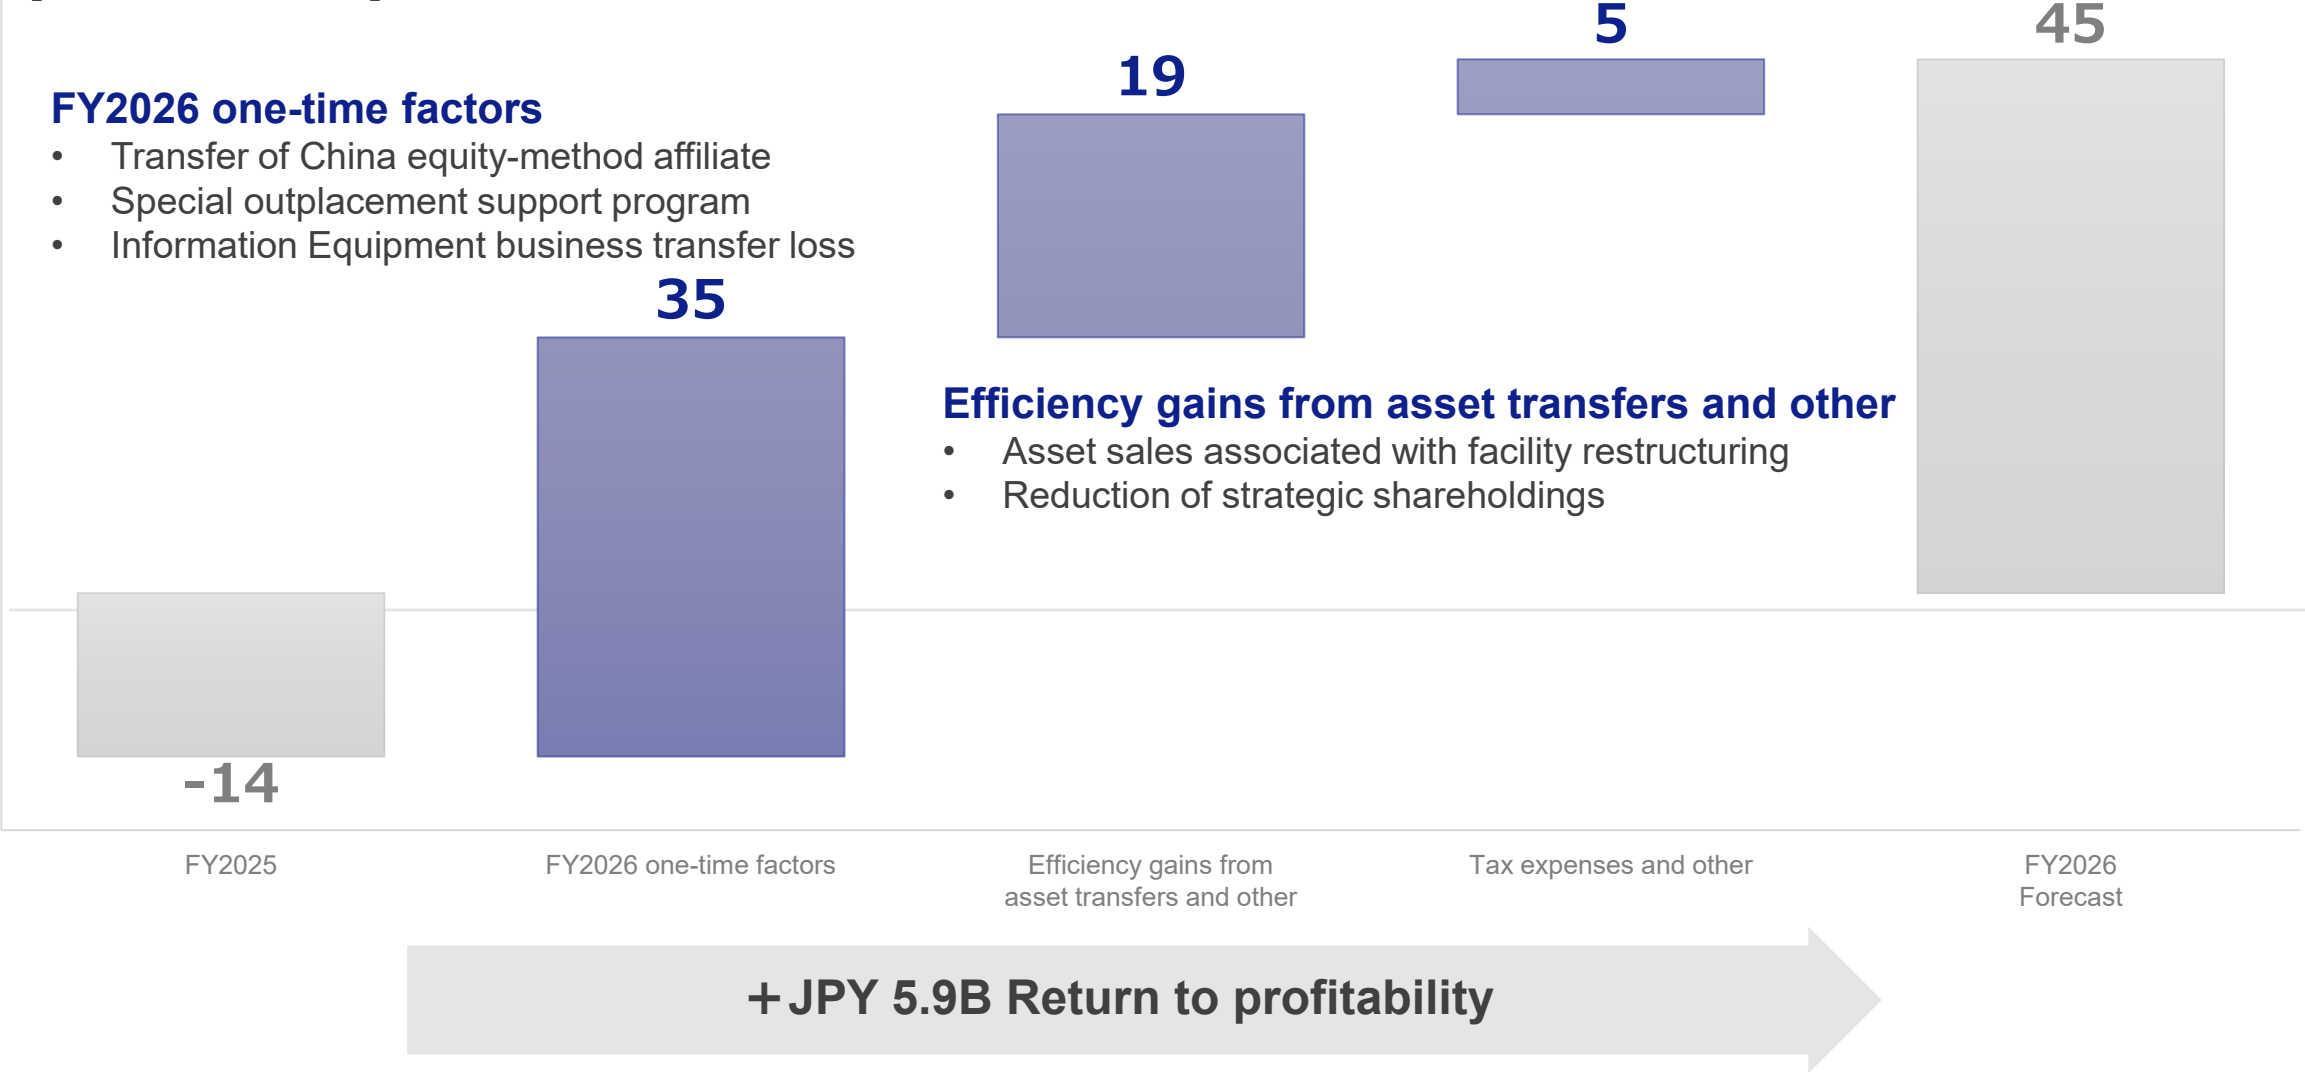 5
45
19
FY2026 one-time factors
• Transfer of China equity-method affiliate
• Special outplacement support program
• Information Equipment business transfer loss
35
Efficiency gains from asset transfers and other
• Asset sales associated with facility restructuring
• Reduction of strategic shareholdings
-14
FY2025
FY2026 one-time factors
Efficiency gains from
asset transfers and other
Tax expenses and other
FY2026
Forecast
+JPY 5.9B Return to profitability